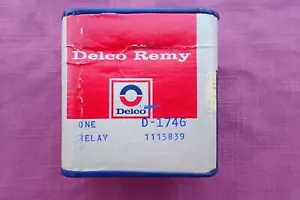 Delco Remy
Delco
ONE D-1746
RELAY 1115839